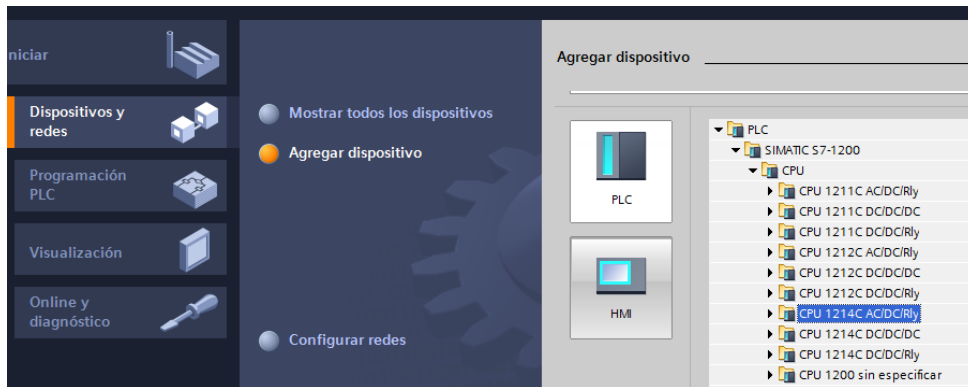 niciar
Dispositivos y
redes
Programación
PLC
Visualización
Online y
diagnóstico
Mostrar todos los dispositivos
Agregar dispositivo
Configurar redes
Agregar dispositivo
PLC
HMI
PLC
SIMATIC S7-1200
CPU
CPU 1211C AC/DC/Rly
CPU 1211C DC/DC/DC
CPU 1211C DC/DC/Rly
CPU 1212C AC/DC/Rly
CPU 1212C DC/DC/DC
CPU 1212C DC/DC/Rly
CPU 1214C AC/DC/Rly
CPU 1214C DC/DC/DC
CPU 1214C DC/DC/Rly
CPU 1200 sin especificar